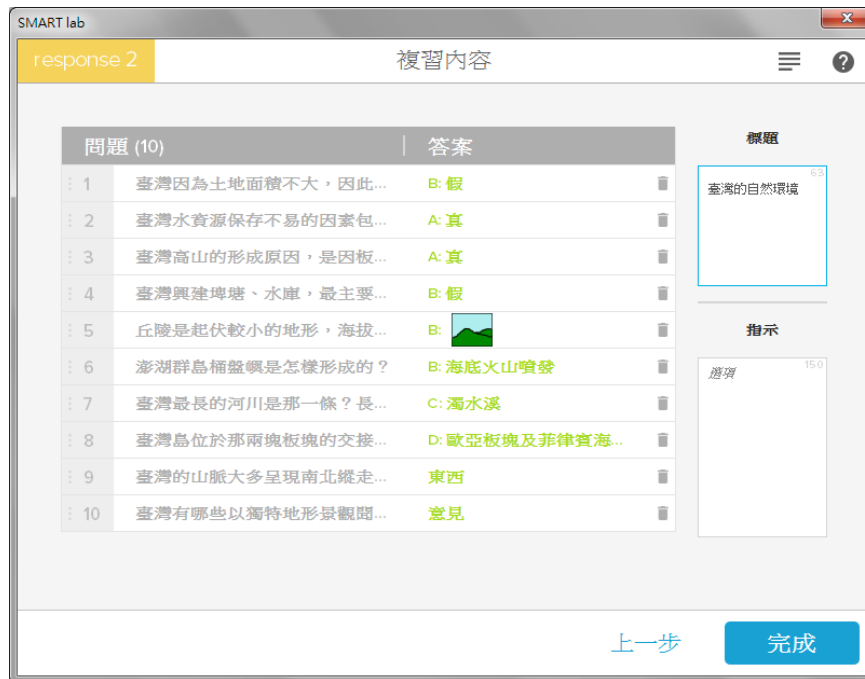 SMART lab
response 2
複習內容
問題 (10)
答案
1 臺灣因為土地面積不大,因此... B: 假
2 臺灣水資源保存不易的因素包... A: 真
3 臺灣高山的形成原因,是因板... A: 真
4 臺灣興建埤塘、水庫,最主要... B: 假
5 丘陵是起伏較小的地形,海拔... B:
6 澎湖群島桶盤嶼是怎樣形成的? B: 海底火山噴發
7 臺灣最長的河川是那一條?長... C: 濁水溪
8 臺灣島位於那兩塊板塊的交接... D: 歐亞板塊及菲律賓海...
9 臺灣的山脈大多呈現南北縱走... 東西
10 臺灣有哪些以獨特地形景觀聞... 意見
標題
63
臺灣的自然環境
指示
150
選項
上一步
完成